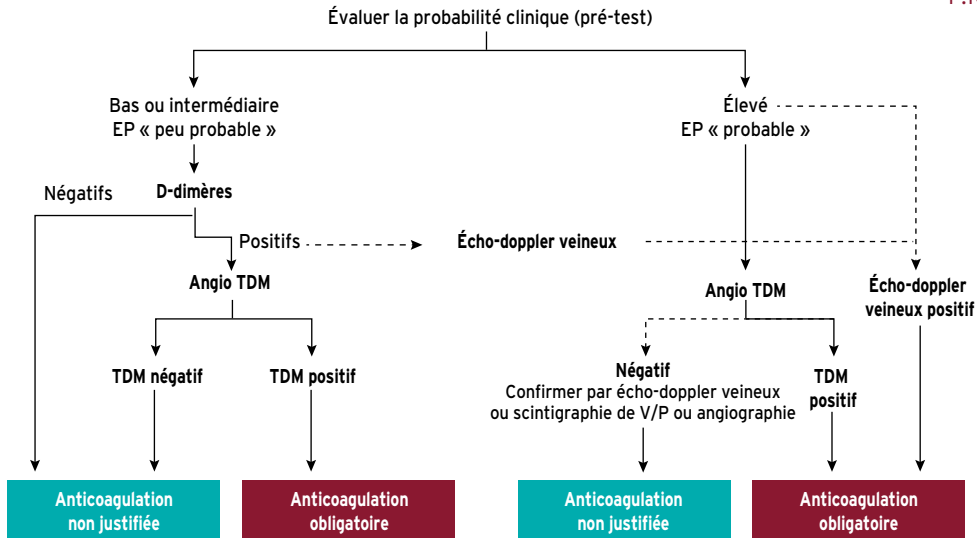 Évaluer la probabilité clinique (pré-test)
Bas ou intermédiaire
EP « peu probable »
Élevé
EP « probable »
Négatifs
D-dimères
Positifs
Écho-doppler veineux
Angio TDM
Angio TDM
Écho-doppler
veineux positif
TDM négatif
TDM positif
Négatif
Confirmer par écho-doppler veineux
ou scintigraphie de V/P ou angiographie
TDM
positif
Anticoagulation
non justifiée
Anticoagulation
obligatoire
Anticoagulation
non justifiée
Anticoagulation
obligatoire